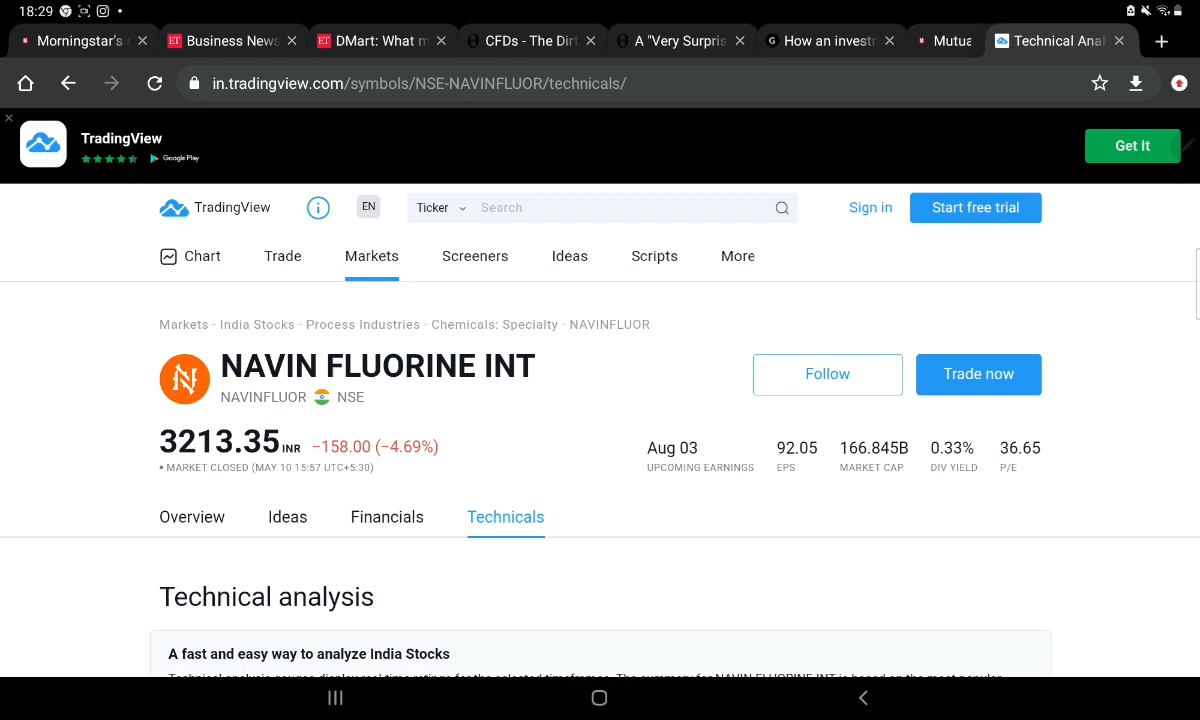 18:29
Morningstar's
Business News
DMart: What m
CFDs - The Dirt
A "Very Surpris
How an investr
Mutua
Technical Anal
in.tradingview.com/symbols/NSE-NAVINFLUOR/technicals/
TradingView
Google Play
Get It
TradingView
EN
Ticker
Search
Sign in
Start free trial
Chart
Trade
Markets
Screeners
Ideas
Scripts
More
Markets · India Stocks · Process Industries · Chemicals: Specialty · NAVINFLUOR
NAVIN FLUORINE INT
NAVINFLUOR NSE
Follow
Trade now
3213.35 INR −158.00 (−4.69%)
• MARKET CLOSED (MAY 10 15:57 UTC+5:30)
Aug 03 92.05 166.845B 0.33% 36.65
UPCOMING EARNINGS EPS MARKET CAP DIV YIELD P/E
Overview
Ideas
Financials
Technicals
Technical analysis
A fast and easy way to analyze India Stocks